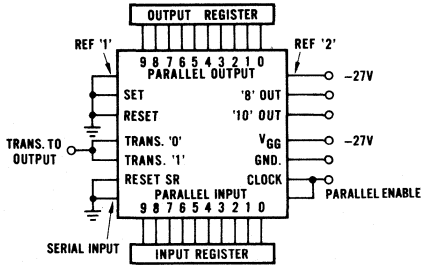 OUTPUT REGISTER
REF '1'
REF '2'
9 8 7 6 5 4 3 2 1 0
PARALLEL OUTPUT
-27V
SET
'8' OUT
RESET
'10' OUT
TRANS. TO OUTPUT
TRANS. '0'
VGG
-27V
TRANS. '1'
GND.
RESET SR
CLOCK
PARALLEL INPUT
PARALLEL ENABLE
9 8 7 6 5 4 3 2 1 0
SERIAL INPUT
INPUT REGISTER